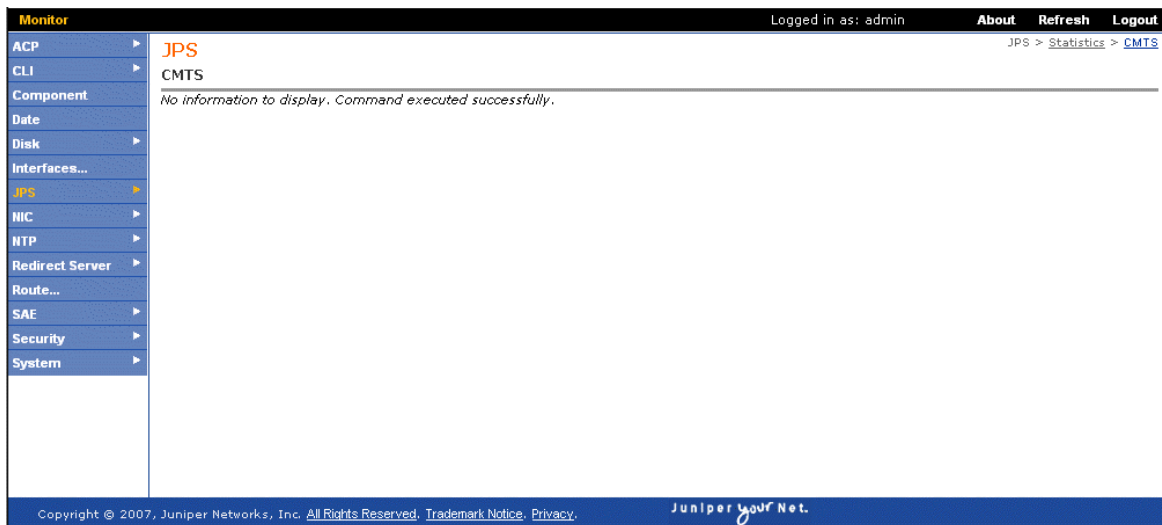 Monitor
Logged in as: admin
About Refresh Logout
JPS > Statistics > CMTS
ACP
CLI
Component
Date
Disk
Interfaces...
JPS
NIC
NTP
Redirect Server
Route...
SAE
Security
System
JPS
CMTS
No information to display. Command executed successfully.
Copyright © 2007, Juniper Networks, Inc. All Rights Reserved. Trademark Notice. Privacy.
Juniper your Net.